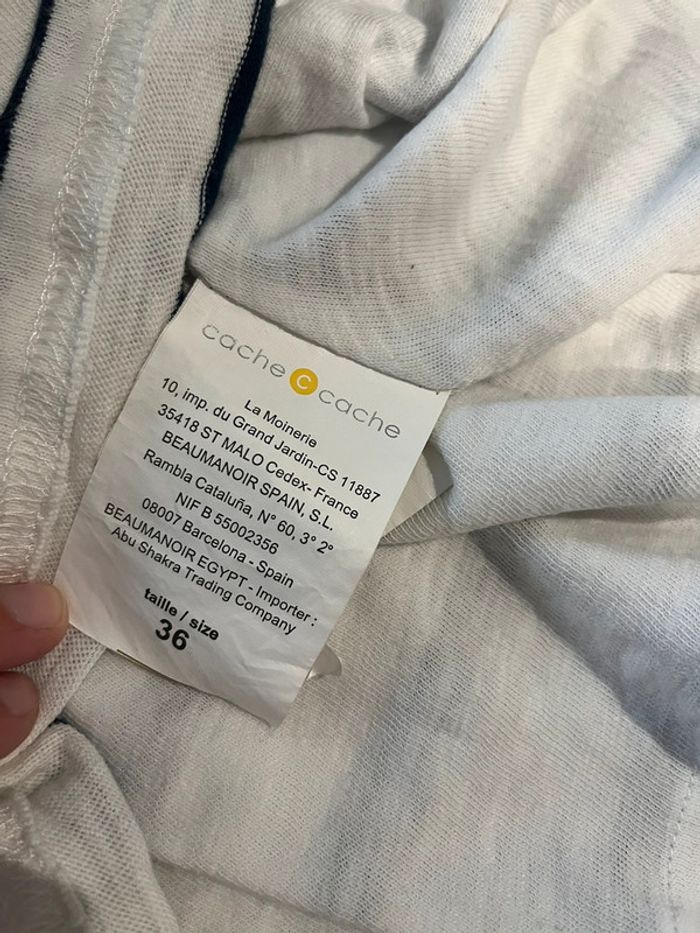 cache c cache
La Moinerie
10, imp. du Grand Jardin-CS 11887
35418 ST MALO Cedex- France
BEAUMANOIR SPAIN, S.L.
Rambla Cataluña, N° 60, 3° 2°
NIF B 55002356
08007 Barcelona - Spain
BEAUMANOIR EGYPT - Importer :
Abu Shakra Trading Company
taille / size
36